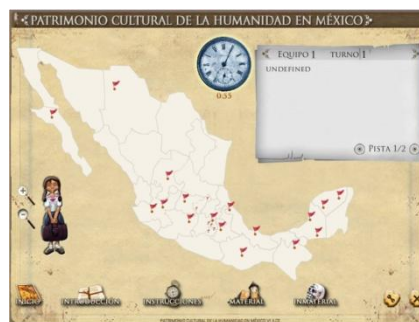 PATRIMONIO CULTURAL DE LA HUMANIDAD EN MÉXICO
EQUIPO 1 TURNO 1
UNDEFINED
0:55
PISTA 1/2
INICIO
INTRODUCCIÓN
INSTRUCCIONES
MATERIAL
INMATERIAL